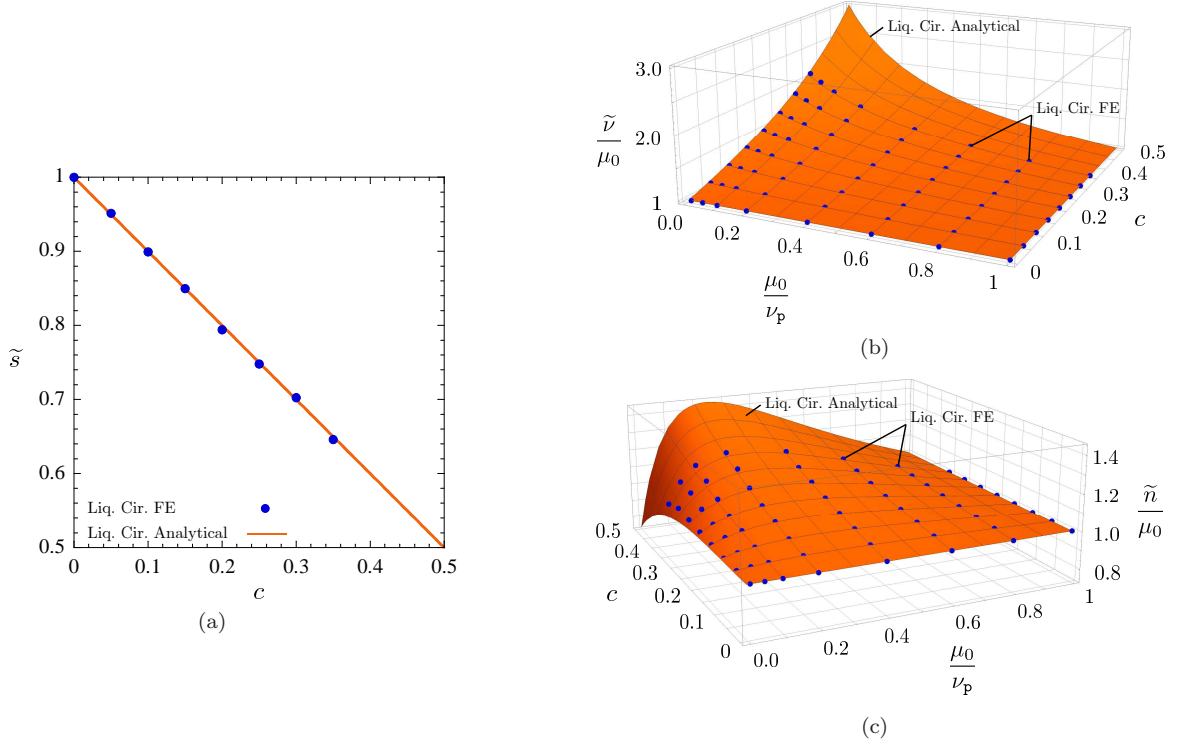 1
0.9
0.8
s̃
0.7
0.6
Liq. Cir. FE
Liq. Cir. Analytical
0.5
0 0.1 0.2 0.3 0.4 0.5
c
(a)
Liq. Cir. Analytical
3.0
Liq. Cir. FE
ν̃
μ₀
2.0
1
0.5
0.4
0.3
0.2
0.1
0
c
0.0
0.2
0.4
0.6
0.8
1
μ₀
νₚ
(b)
Liq. Cir. Analytical
Liq. Cir. FE
1.4
1.2
1.0
0.8
ñ
μ₀
0.5
0.4
0.3
0.2
0.1
0
c
0.0
0.2
0.4
0.6
0.8
1
μ₀
νₚ
(c)